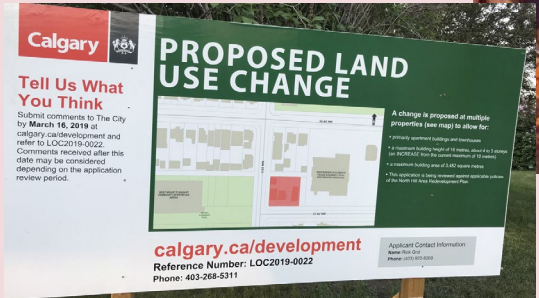 Calgary
PROPOSED LAND
USE CHANGE
Tell Us What
You Think
Submit comments to The City
by March 16, 2019 at
calgary.ca/development and
refer to LOC2019-0022.
Comments received after this
date may be considered
depending on the application
review period.
A change is proposed at multiple
properties (see map) to allow for:
• primarily apartment buildings and townhouses
• a maximum building height of 16 metres, about 4 to 5 storeys
(an INCREASE from the current maximum of 10 metres)
• a maximum building area of
• This application is being reviewed against applicable policies
of the North Hill Area Redevelopment Plan
calgary.ca/development
Reference Number: LOC2019-0022
Phone: 403-268-5311
Applicant Contact Information
Name:
Phone: (403)